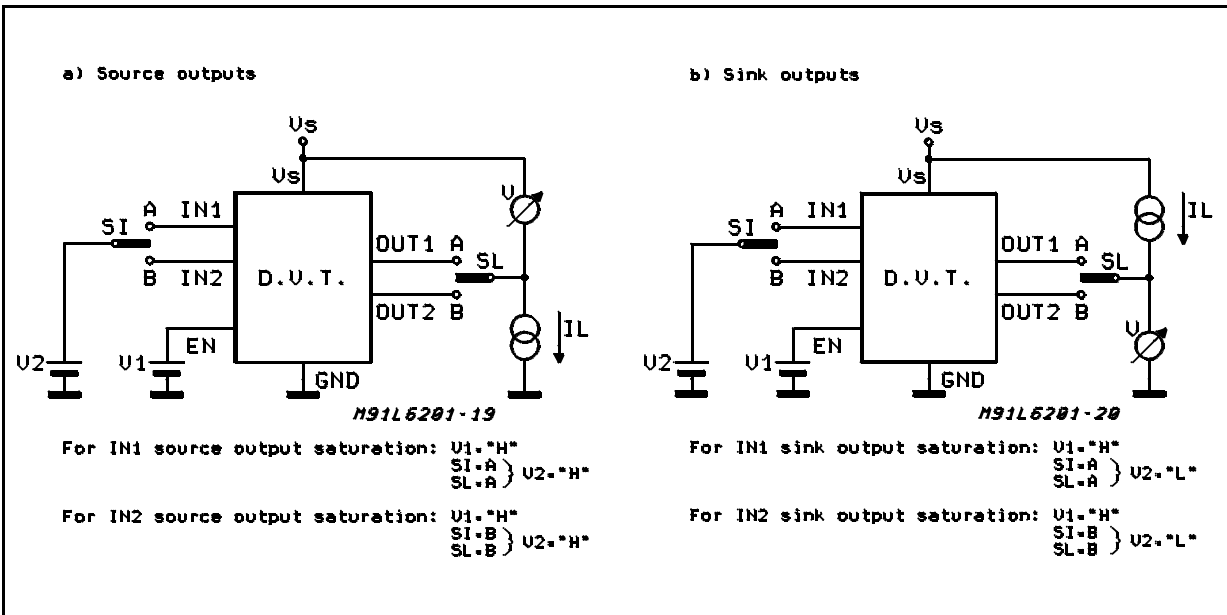 a) Source outputs
Vs
Vs
V
A IN1
SI
OUT1 A
SL
B IN2
D.V.T.
OUT2 B
IL
EN
V2
V1
GND
M91L6201-19
For IN1 source output saturation: V1="H"
SI=A
SL=A } V2="H"
For IN2 source output saturation: V1="H"
SI=B
SL=B } V2="H"
b) Sink outputs
Vs
Vs
A IN1
IL
SI
OUT1 A
SL
B IN2
D.V.T.
OUT2 B
V
EN
V2
V1
GND
M91L6201-20
For IN1 sink output saturation: V1="H"
SI=A
SL=A } V2="L"
For IN2 sink output saturation: V1="H"
SI=B
SL=B } V2="L"